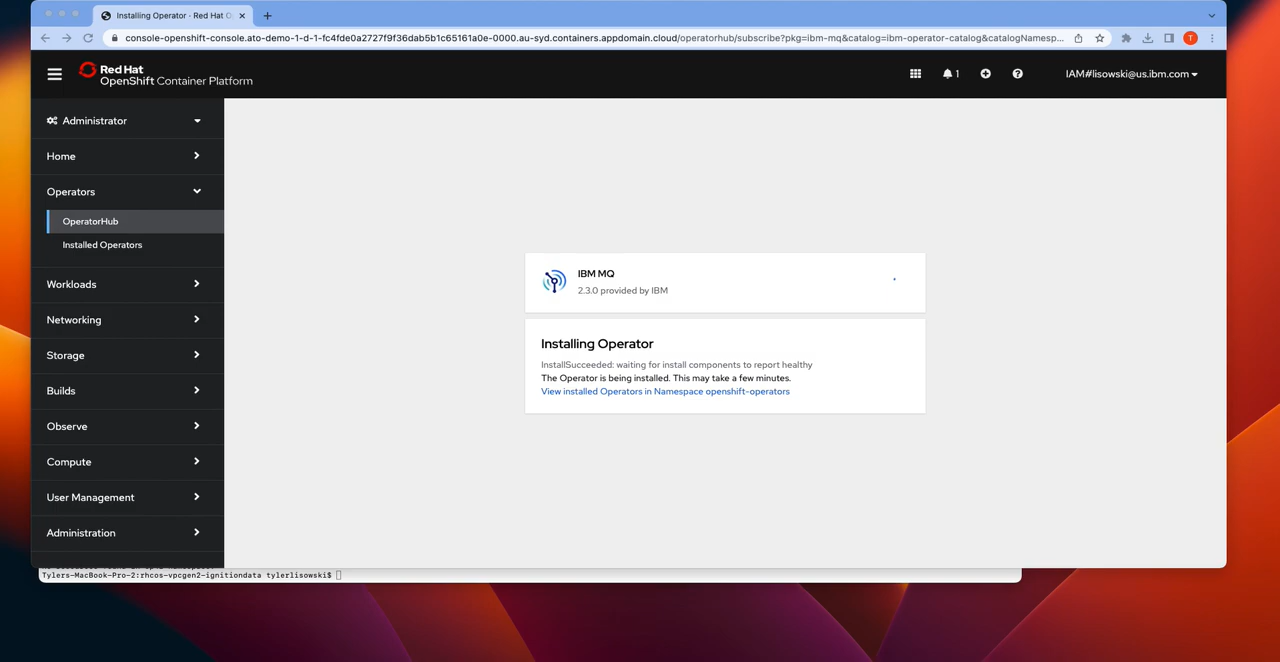 Installing Operator · Red Hat O
console-openshift-console.ato-demo-1-d-1-fc4fde0a2727f9f36dab5b1c65161a0e-0000.au-syd.containers.appdomain.cloud/operatorhub/subscribe?pkg=ibm-mq&catalog=ibm-operator-catalog&catalogNamesp...
T
Red Hat
OpenShift Container Platform
1
IAM#lisowski@us.ibm.com
Administrator
Home
Operators
OperatorHub
Installed Operators
Workloads
Networking
Storage
Builds
Observe
Compute
User Management
Administration
IBM MQ
2.3.0 provided by IBM
Installing Operator
InstallSucceeded: waiting for install components to report healthy
The Operator is being installed. This may take a few minutes.
View installed Operators in Namespace openshift-operators
Tylers-MacBook-Pro-2:rhcos-vpcgen2-ignitiondata tylerlisowski$